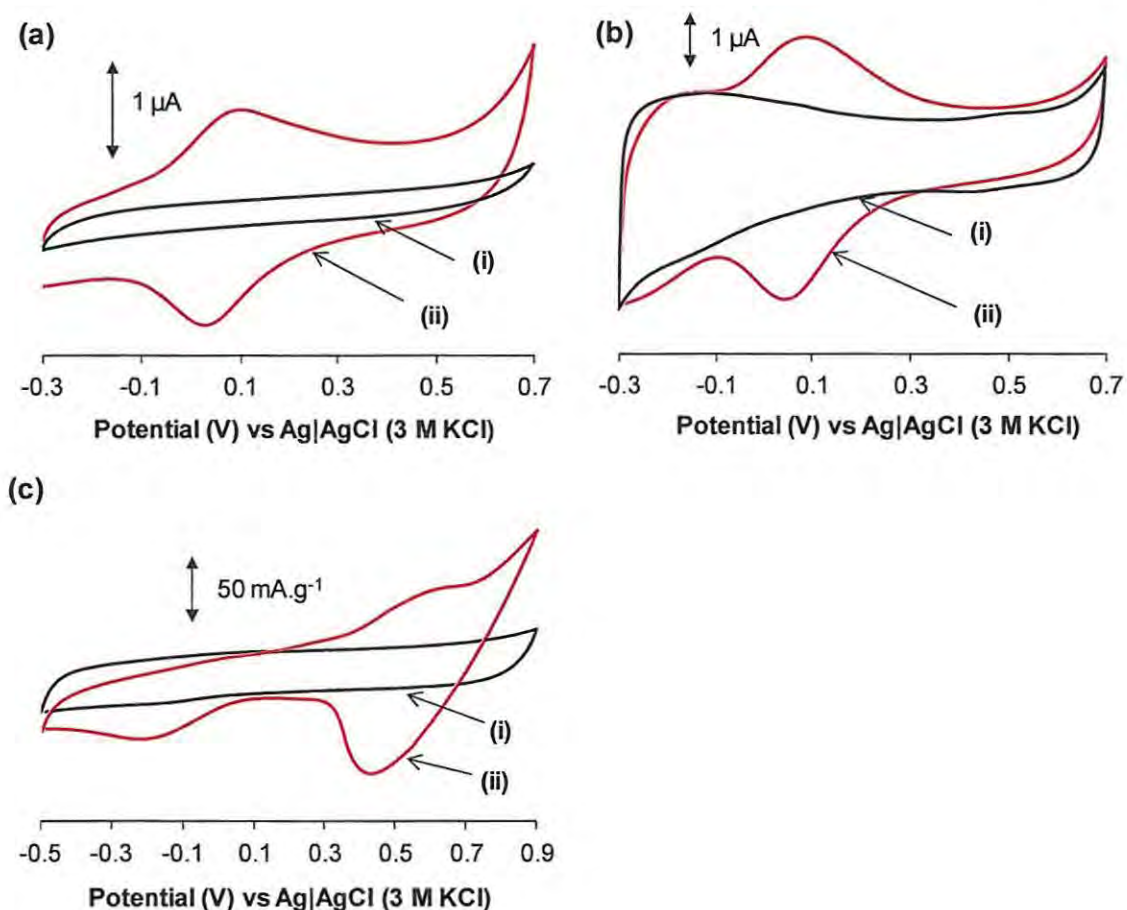 (a)
1 µA
(i)
(ii)
-0.3 -0.1 0.1 0.3 0.5 0.7
Potential (V) vs Ag|AgCl (3 M KCl)
(b)
1 µA
(i)
(ii)
-0.3 -0.1 0.1 0.3 0.5 0.7
Potential (V) vs Ag|AgCl (3 M KCl)
(c)
50 mA.g⁻¹
(i)
(ii)
-0.5 -0.3 -0.1 0.1 0.3 0.5 0.7 0.9
Potential (V) vs Ag|AgCl (3 M KCl)